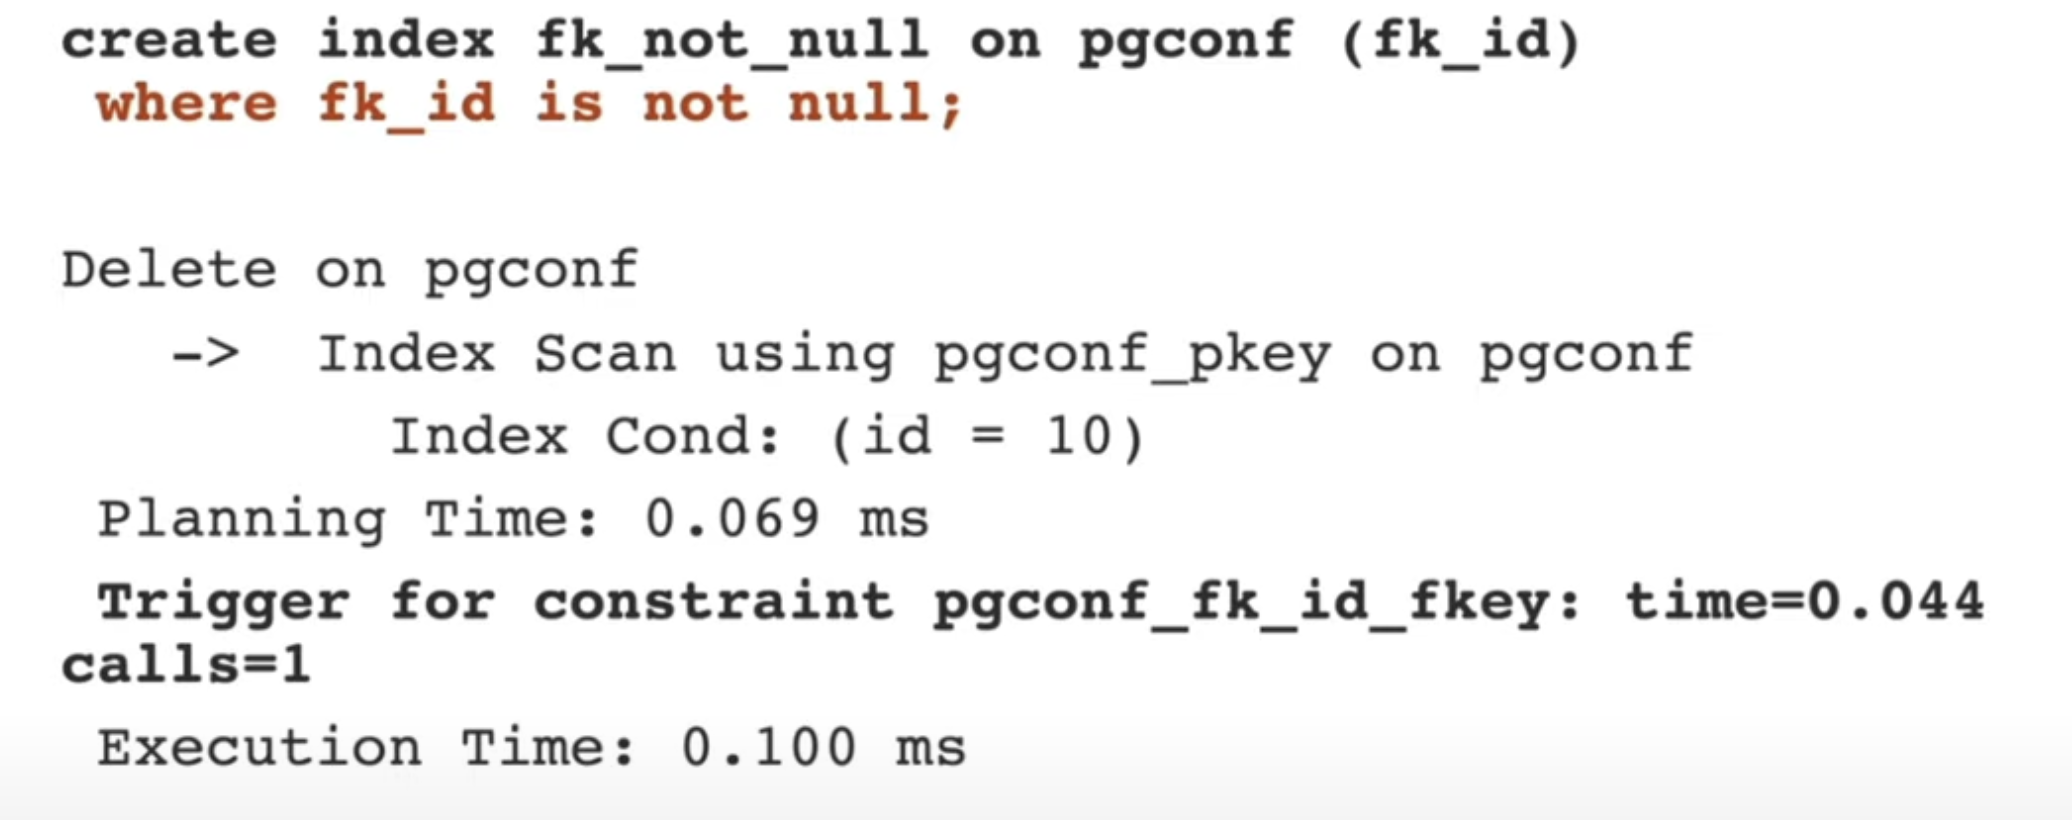 create index fk_not_null on pgconf (fk_id)
where fk_id is not null;
Delete on pgconf
-> Index Scan using pgconf_pkey on pgconf
Index Cond: (id = 10)
Planning Time: 0.069 ms
Trigger for constraint pgconf_fk_id_fkey: time=0.044
calls=1
Execution Time: 0.100 ms